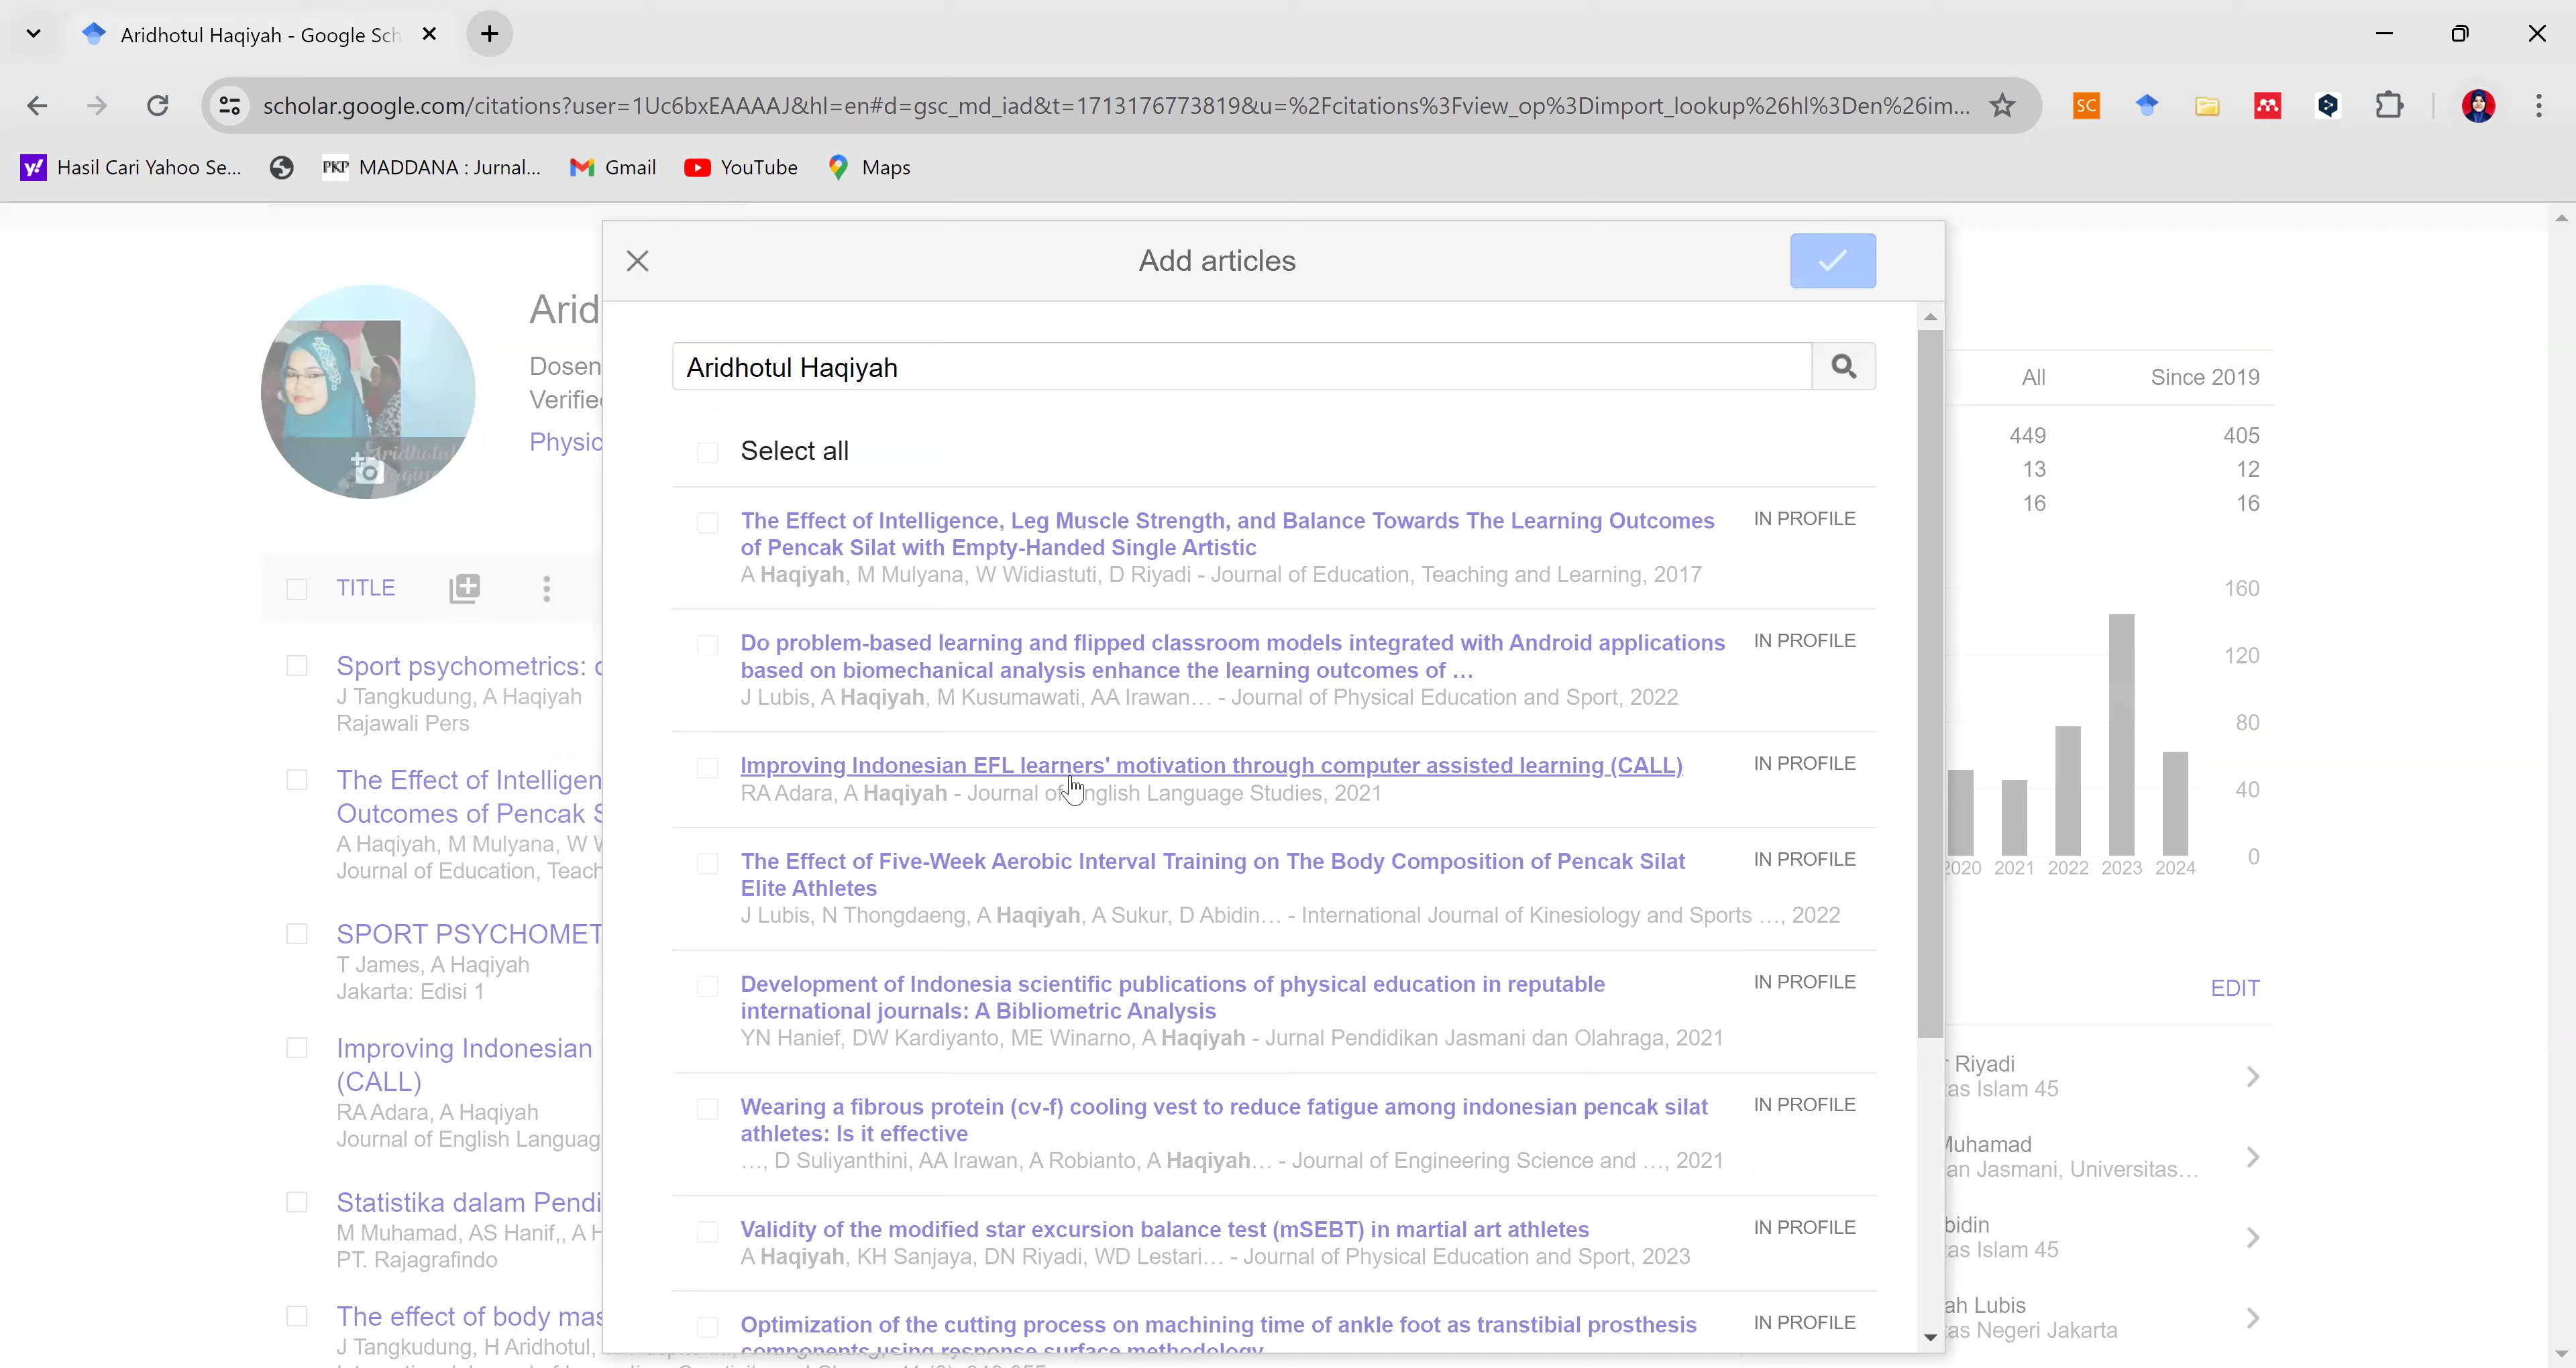 Aridhotul Haqiyah - Google Sch
scholar.google.com/citations?user=1Uc6bxEAAAAJ&hl=en#d=gsc_md_iad&t=1713176773819&u=%2Fcitations%3Fview_op%3Dimport_lookup%26hl%3Den%26im...
SC
y! Hasil Cari Yahoo Se...
PKP MADDANA : Jurnal...
Gmail
YouTube
Maps
Arid
Dosen
Verifie
Physic
TITLE
Sport psychometrics:
J Tangkudung, A Haqiyah
Rajawali Pers
The Effect of Intelligen
Outcomes of Pencak S
A Haqiyah, M Mulyana, W W
Journal of Education, Teach
SPORT PSYCHOMET
T James, A Haqiyah
Jakarta: Edisi 1
Improving Indonesian
(CALL)
RA Adara, A Haqiyah
Journal of English Languag
Statistika dalam Pendi
M Muhamad, AS Hanif,, A H
PT. Rajagrafindo
The effect of body mas
J Tangkudung, H Aridhotul,
Add articles
Aridhotul Haqiyah
Select all
The Effect of Intelligence, Leg Muscle Strength, and Balance Towards The Learning Outcomes
of Pencak Silat with Empty-Handed Single Artistic
A Haqiyah, M Mulyana, W Widiastuti, D Riyadi - Journal of Education, Teaching and Learning, 2017
IN PROFILE
Do problem-based learning and flipped classroom models integrated with Android applications
based on biomechanical analysis enhance the learning outcomes of …
J Lubis, A Haqiyah, M Kusumawati, AA Irawan… - Journal of Physical Education and Sport, 2022
IN PROFILE
Improving Indonesian EFL learners' motivation through computer assisted learning (CALL)
RA Adara, A Haqiyah - Journal of English Language Studies, 2021
IN PROFILE
The Effect of Five-Week Aerobic Interval Training on The Body Composition of Pencak Silat
Elite Athletes
J Lubis, N Thongdaeng, A Haqiyah, A Sukur, D Abidin… - International Journal of Kinesiology and Sports …, 2022
IN PROFILE
Development of Indonesia scientific publications of physical education in reputable
international journals: A Bibliometric Analysis
YN Hanief, DW Kardiyanto, ME Winarno, A Haqiyah - Jurnal Pendidikan Jasmani dan Olahraga, 2021
IN PROFILE
Wearing a fibrous protein (cv-f) cooling vest to reduce fatigue among indonesian pencak silat
athletes: Is it effective
…, D Suliyanthini, AA Irawan, A Robianto, A Haqiyah… - Journal of Engineering Science and …, 2021
IN PROFILE
Validity of the modified star excursion balance test (mSEBT) in martial art athletes
A Haqiyah, KH Sanjaya, DN Riyadi, WD Lestari… - Journal of Physical Education and Sport, 2023
IN PROFILE
Optimization of the cutting process on machining time of ankle foot as transtibial prosthesis
components using response surface methodology
IN PROFILE
All
Since 2019
449
405
13
12
16
16
160
120
80
40
0
2020 2021 2022 2023 2024
EDIT
Riyadi
as Islam 45
Muhamad
an Jasmani, Universitas...
bidin
as Islam 45
ah Lubis
as Negeri Jakarta